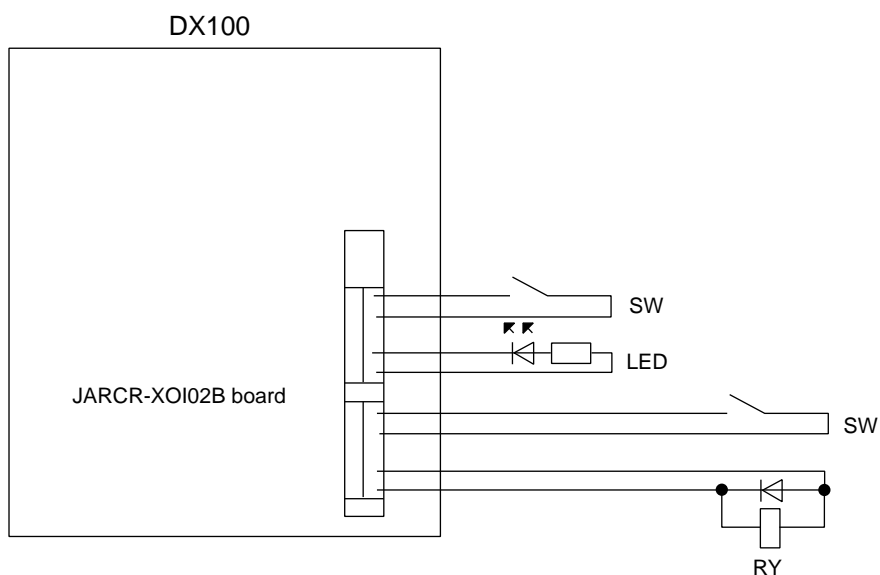 DX100
SW
LED
JARCR-XOI02B board
SW
RY